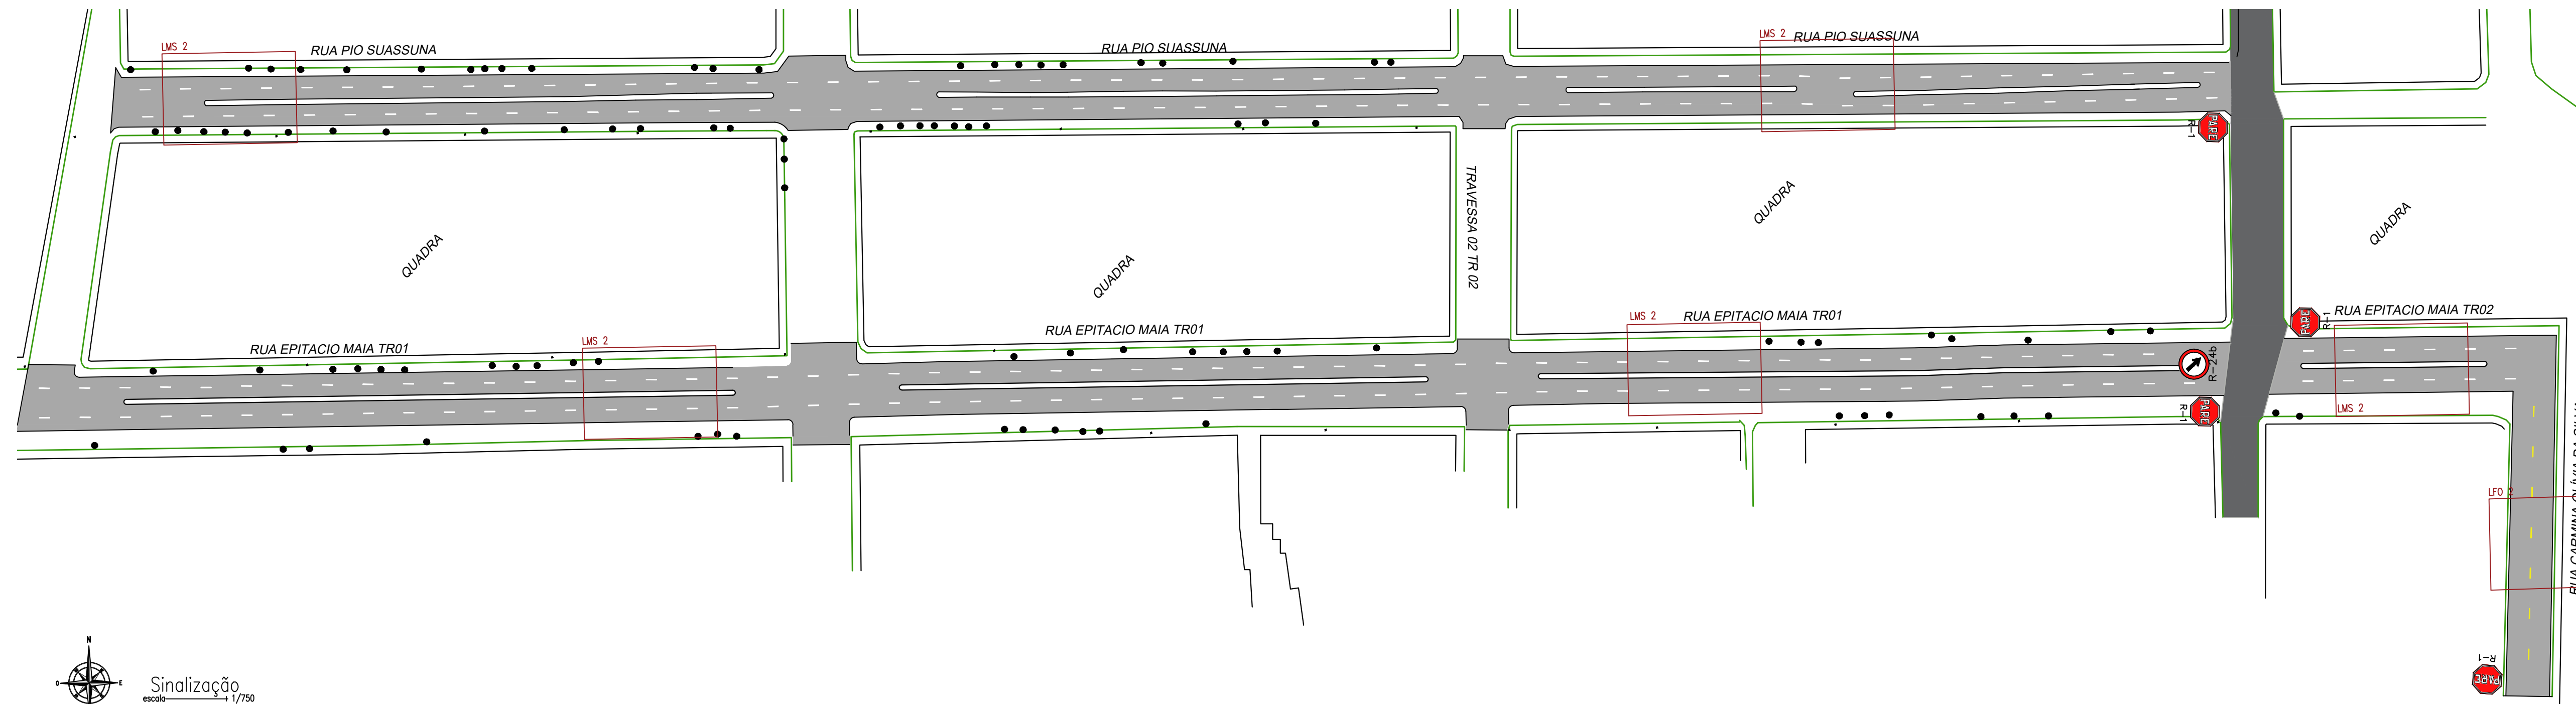 LMS 2
RUA PIO SUASSUNA
RUA PIO SUASSUNA
LMS 2
RUA PIO SUASSUNA
PARE
R-1
TRAVESSA 02 TR 02
QUADRA
QUADRA
QUADRA
QUADRA
RUA EPITACIO MAIA TR01
LMS 2
RUA EPITACIO MAIA TR01
LMS 2
RUA EPITACIO MAIA TR01
PARE
R-1
RUA EPITACIO MAIA TR02
R-24b
PARE
R-1
LMS 2
LFO 2
N
O
E
Sinalização
escala 1/750
R-1
PARE